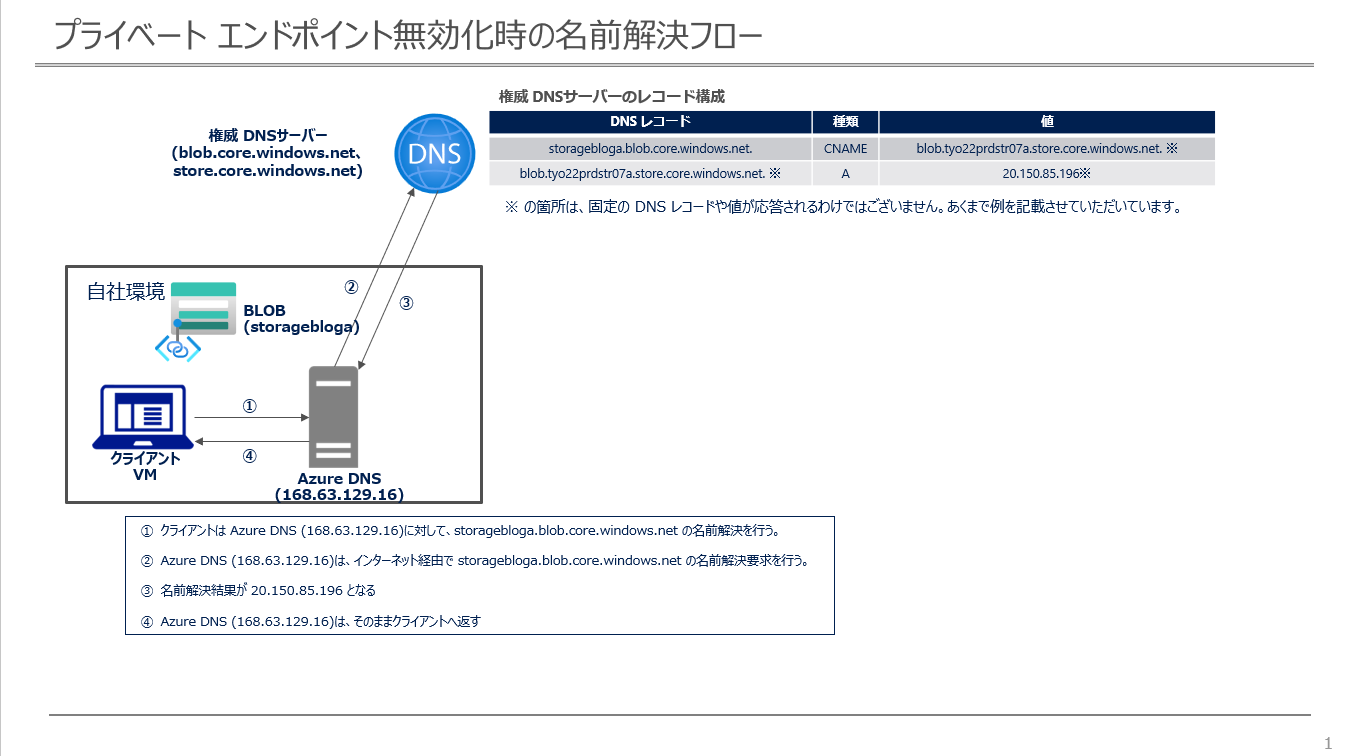 プライベート エンドポイント無効化時の名前解決フロー
権威 DNSサーバーのレコード構成
DNS レコード 種類 値
storagebloga.blob.core.windows.net. CNAME blob.tyo22prdstr07a.store.core.windows.net. ※
blob.tyo22prdstr07a.store.core.windows.net. ※ A 20.150.85.196※
※ の箇所は、固定の DNS レコードや値が応答されるわけではございません。あくまで例を記載させていただいています。
権威 DNSサーバー
(blob.core.windows.net、
store.core.windows.net)
DNS
②
③
自社環境
BLOB
(storagebloga)
①
④
クライアント
VM
Azure DNS
(168.63.129.16)
① クライアントは Azure DNS (168.63.129.16)に対して、storagebloga.blob.core.windows.net の名前解決を行う。
② Azure DNS (168.63.129.16)は、インターネット経由で storagebloga.blob.core.windows.net の名前解決要求を行う。
③ 名前解決結果が 20.150.85.196 となる
④ Azure DNS (168.63.129.16)は、そのままクライアントへ返す
1